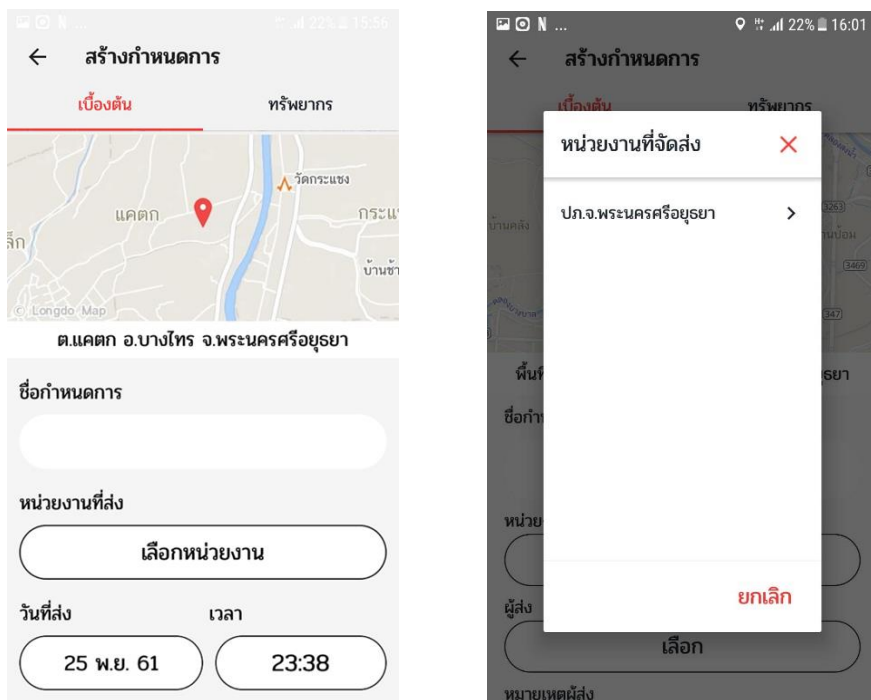 22% 15:56
สร้างกำหนดการ
เบื้องต้น ทรัพยากร
วัดกระแชง
แคตก
© Longdo Map
ต.แคตก อ.บางไทร จ.พระนครศรีอยุธยา
ชื่อกำหนดการ
หน่วยงานที่ส่ง
เลือกหน่วยงาน
วันที่ส่ง เวลา
25 พ.ย. 61 23:38
N ... 22% 16:01
สร้างกำหนดการ
เบื้องต้น ทรัพยากร
หน่วยงานที่จัดส่ง
ปภ.จ.พระนครศรีอยุธยา
บ้านคลัง
3263
3469
347
ยกเลิก
ผู้ส่ง
เลือก
หมายเหตุผู้ส่ง